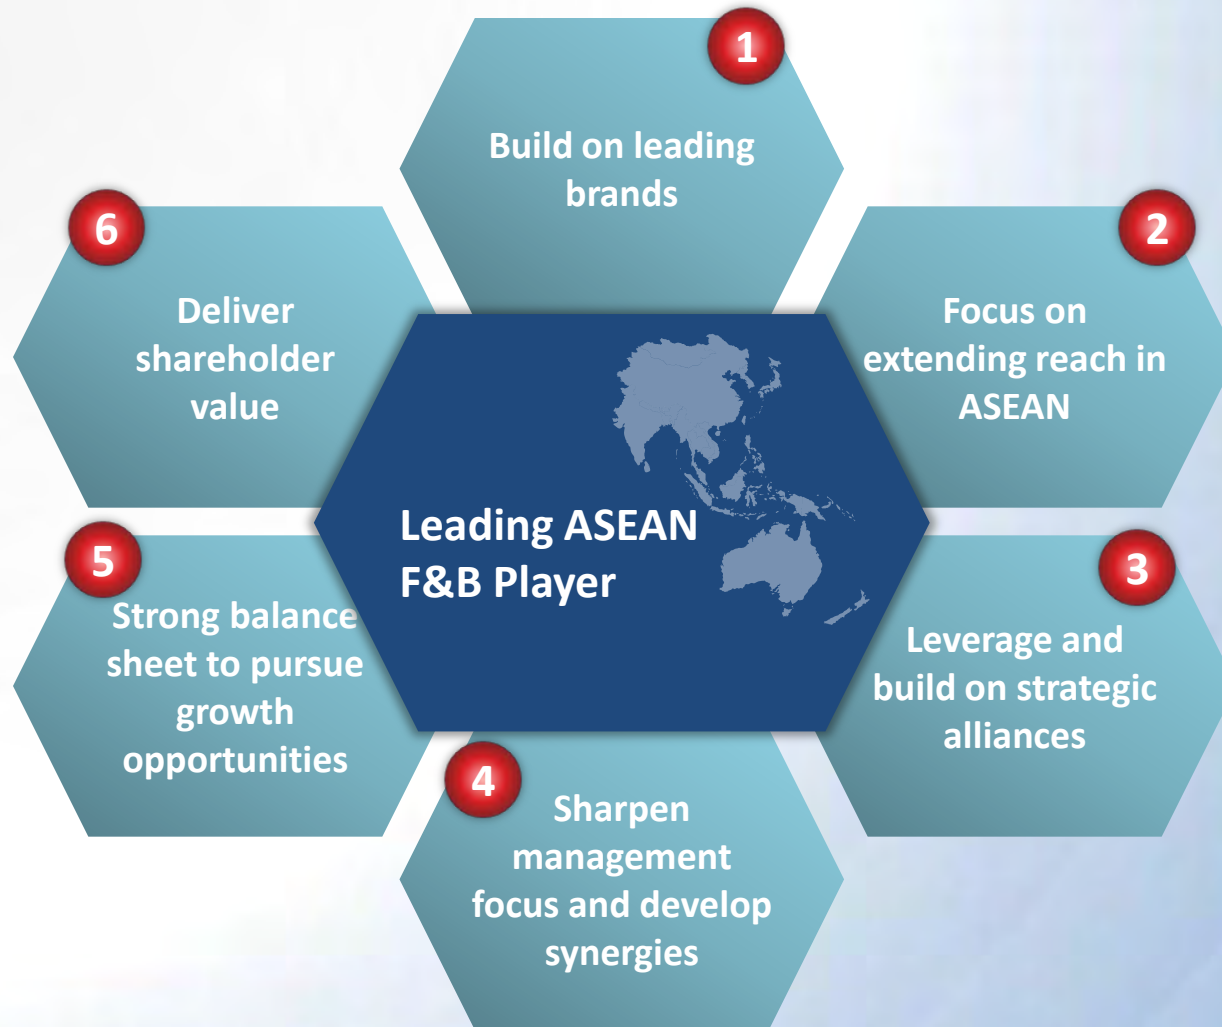 1
Build on leading
brands
2
Focus on
extending reach in
ASEAN
3
Leverage and
build on strategic
alliances
4
Sharpen
management
focus and develop
synergies
5
Strong balance
sheet to pursue
growth
opportunities
6
Deliver
shareholder
value
Leading ASEAN
F&B Player